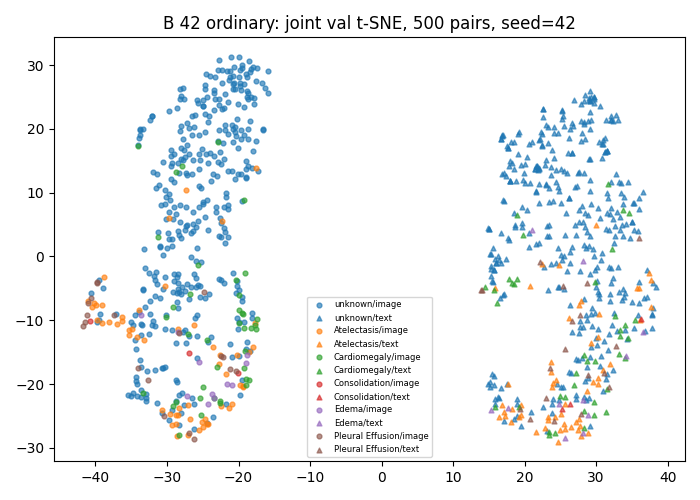 B 42 ordinary: joint val t-SNE, 500 pairs, seed=42
30
20
10
0
−10
−20
−30
−40
−30
−20
−10
0
10
20
30
40
unknown/image
unknown/text
Atelectasis/image
Atelectasis/text
Cardiomegaly/image
Cardiomegaly/text
Consolidation/image
Consolidation/text
Edema/image
Edema/text
Pleural Effusion/image
Pleural Effusion/text